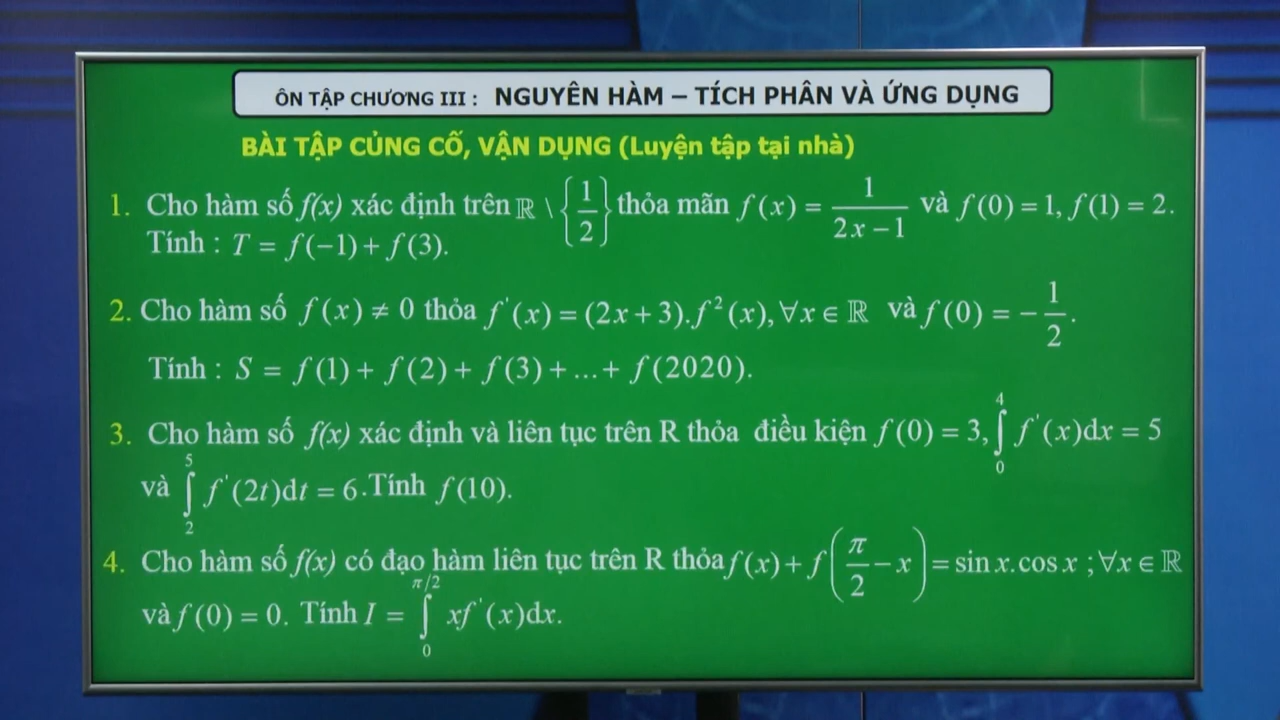 ÔN TẬP CHƯƠNG III : NGUYÊN HÀM – TÍCH PHÂN VÀ ỨNG DỤNG
BÀI TẬP CỦNG CỐ, VẬN DỤNG (Luyện tập tại nhà)
1. Cho hàm số f(x) xác định trên ℝ \ {1/2} thỏa mãn f(x) = 1/(2x − 1) và f(0) = 1, f(1) = 2.
Tính : T = f(−1) + f(3).
2. Cho hàm số f(x) ≠ 0 thỏa f'(x) = (2x + 3).f²(x), ∀x ∈ ℝ và f(0) = −1/2.
Tính : S = f(1) + f(2) + f(3) + ... + f(2020).
3. Cho hàm số f(x) xác định và liên tục trên R thỏa điều kiện f(0) = 3, ∫₀⁴ f'(x)dx = 5
và ∫₂⁵ f'(2t)dt = 6.Tính f(10).
4. Cho hàm số f(x) có đạo hàm liên tục trên R thỏa f(x) + f(π/2 − x) = sin x.cos x ; ∀x ∈ ℝ
và f(0) = 0. Tính I = ∫₀^(π/2) xf'(x)dx.